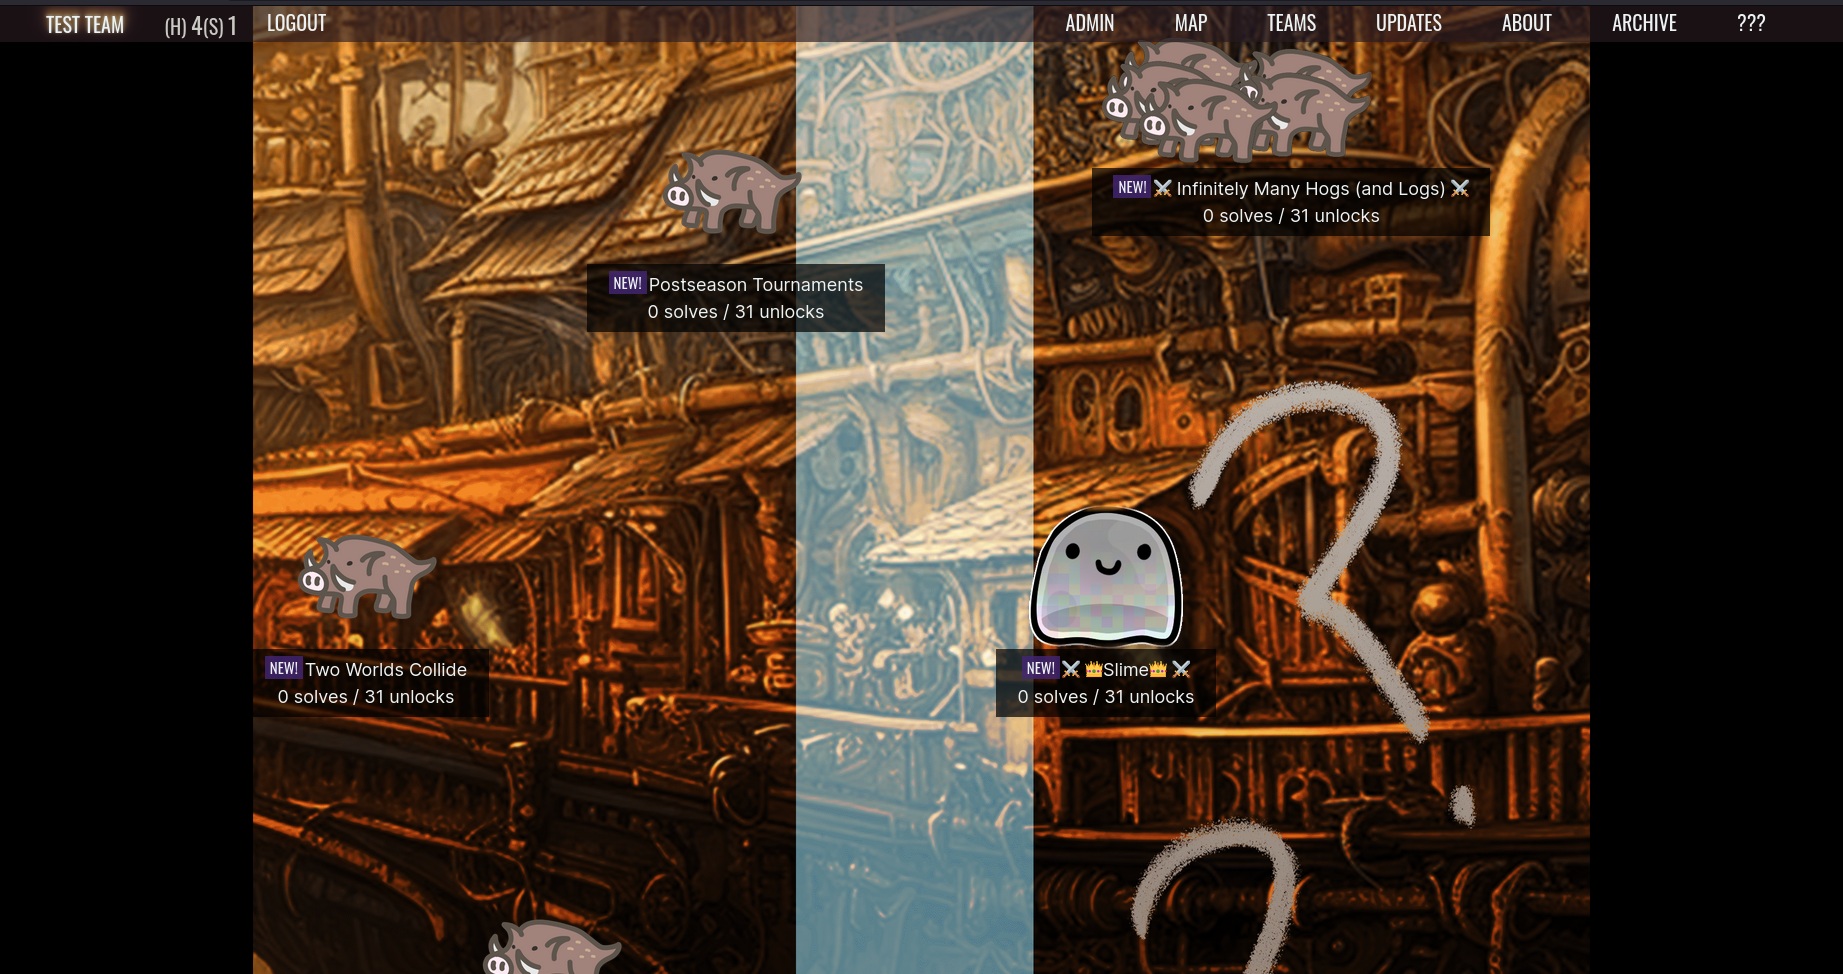 TEST TEAM (H) 4(S) 1 LOGOUT ADMIN MAP TEAMS UPDATES ABOUT ARCHIVE ???
NEW! ⚔️ Infinitely Many Hogs (and Logs) ⚔️
0 solves / 31 unlocks
NEW! Postseason Tournaments
0 solves / 31 unlocks
NEW! Two Worlds Collide
0 solves / 31 unlocks
NEW! ⚔️ 👑Slime👑 ⚔️
0 solves / 31 unlocks
?
?